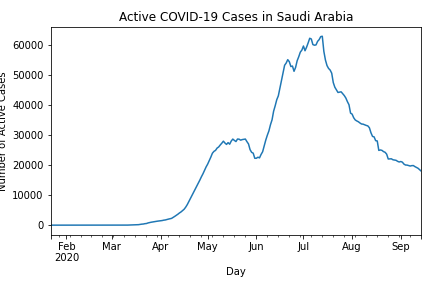 Active COVID-19 Cases in Saudi Arabia
60000
50000
40000
30000
20000
10000
0
Number of Active Cases
Feb Mar Apr May Jun Jul Aug Sep
2020
Day